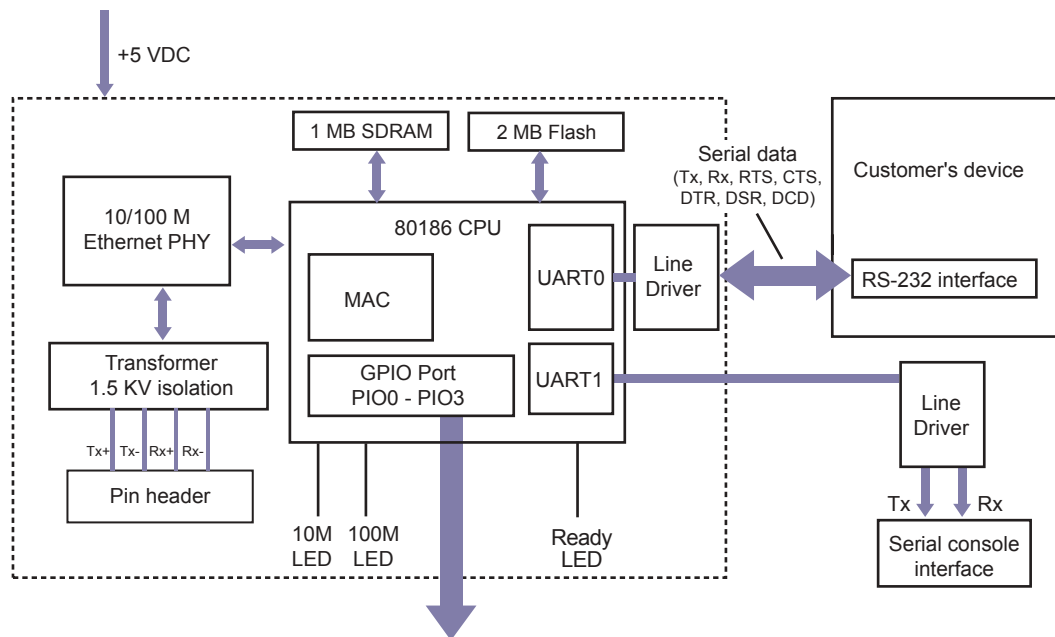 +5 VDC
1 MB SDRAM
2 MB Flash
Serial data
(Tx, Rx, RTS, CTS,
DTR, DSR, DCD)
Customer's device
10/100 M
Ethernet PHY
80186 CPU
MAC
UART0
Line
Driver
RS-232 interface
Transformer
1.5 KV isolation
GPIO Port
PIO0 - PIO3
UART1
Line
Driver
Tx+
Tx-
Rx+
Rx-
Pin header
10M
LED
100M
LED
Ready
LED
Tx
Rx
Serial console
interface